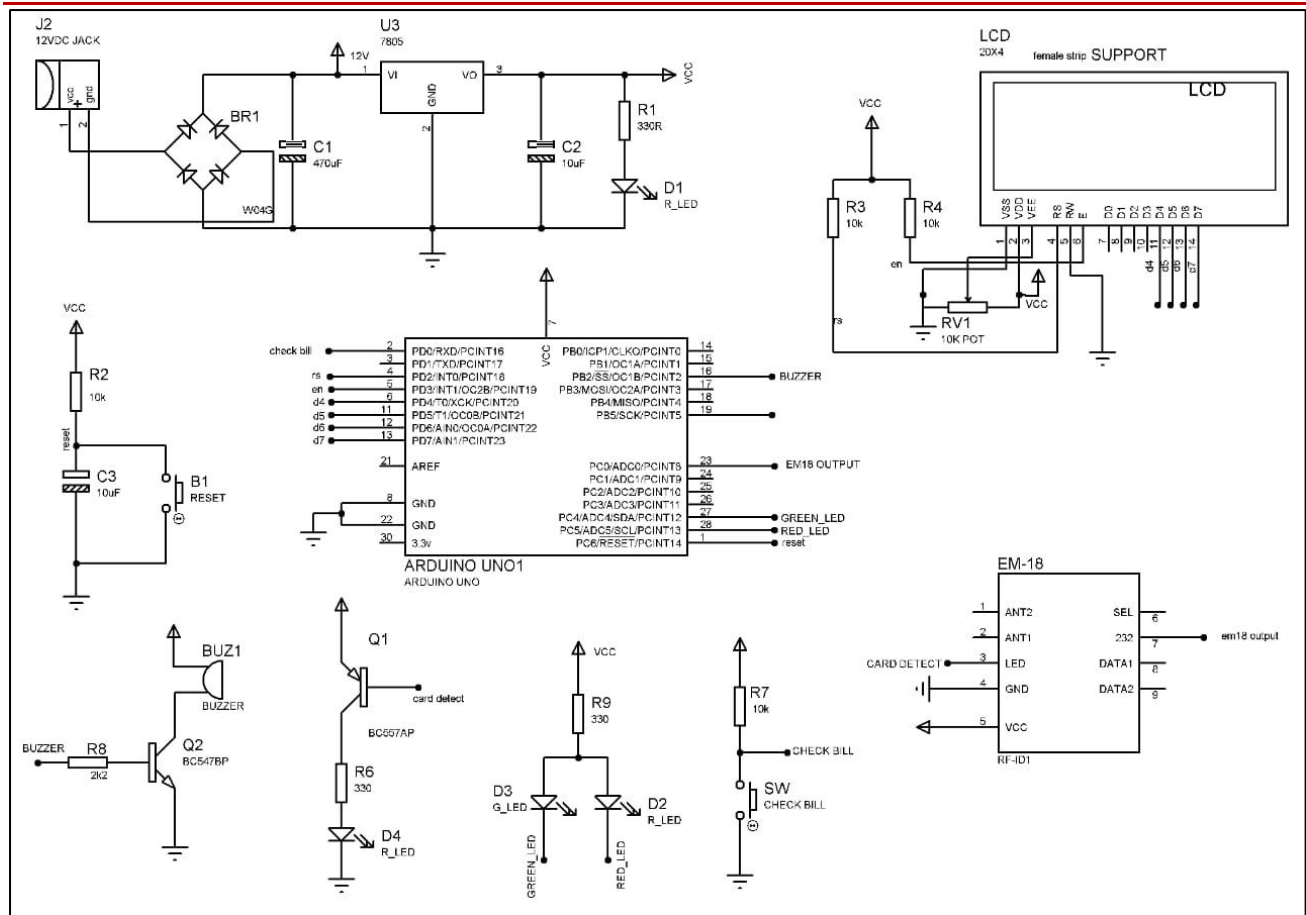 J2
12VDC JACK
vcc
+
gnd
1
2
BR1
W04G
C1
470uF
12V
U3
7805
1
VI
VO
3
GND
2
C2
10uF
R1
330R
D1
R_LED
VCC
LCD
20X4
female strip SUPPORT
LCD
VCC
R3
10k
R4
10k
VSS
VDD
VEE
RS
RW
E
D0
D1
D2
D3
D4
D5
D6
D7
1
2
3
4
5
6
7
8
9
10
11
12
13
14
d4
d5
d6
d7
en
rs
RV1
10K POT
VCC
VCC
R2
10k
reset
C3
10uF
B1
RESET
7
VCC
check bill
2
PD0/RXD/PCINT16
3
PD1/TXD/PCINT17
rs
4
PD2/INT0/PCINT18
en
5
PD3/INT1/OC2B/PCINT19
d4
6
PD4/T0/XCK/PCINT20
d5
11
PD5/T1/OC0B/PCINT21
d6
12
PD6/AIN0/OC0A/PCINT22
d7
13
PD7/AIN1/PCINT23
21
AREF
8
GND
22
GND
30
3.3v
PB0/ICP1/CLKO/PCINT0
14
PB1/OC1A/PCINT1
15
PB2/SS/OC1B/PCINT2
16
BUZZER
PB3/MOSI/OC2A/PCINT3
17
PB4/MISO/PCINT4
18
PB5/SCK/PCINT5
19
PC0/ADC0/PCINT8
23
EM18 OUTPUT
PC1/ADC1/PCINT9
24
PC2/ADC2/PCINT10
25
PC3/ADC3/PCINT11
26
PC4/ADC4/SDA/PCINT12
27
GREEN_LED
PC5/ADC5/SCL/PCINT13
28
RED_LED
PC6/RESET/PCINT14
1
reset
ARDUINO UNO1
ARDUINO UNO
EM-18
1
ANT2
2
ANT1
CARD DETECT
3
LED
4
GND
5
VCC
SEL
6
232
7
em18 output
DATA1
8
DATA2
9
RF-ID1
BUZ1
BUZZER
BUZZER
R8
2k2
Q2
BC547BP
Q1
card detect
BC557AP
R6
330
D4
R_LED
VCC
R9
330
D3
G_LED
D2
R_LED
GREEN_LED
RED_LED
R7
10k
CHECK BILL
SW
CHECK BILL